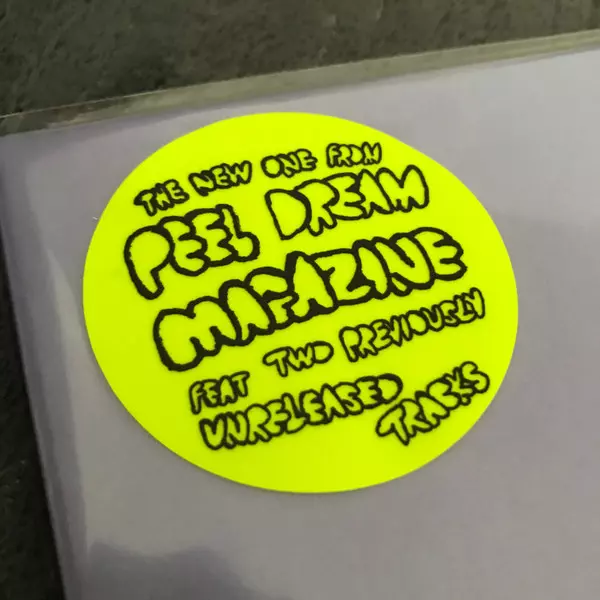 THE NEW ONE FROM
PEEL DREAM
MAGAZINE
FEAT TWO PREVIOUSLY
UNRELEASED TRACKS